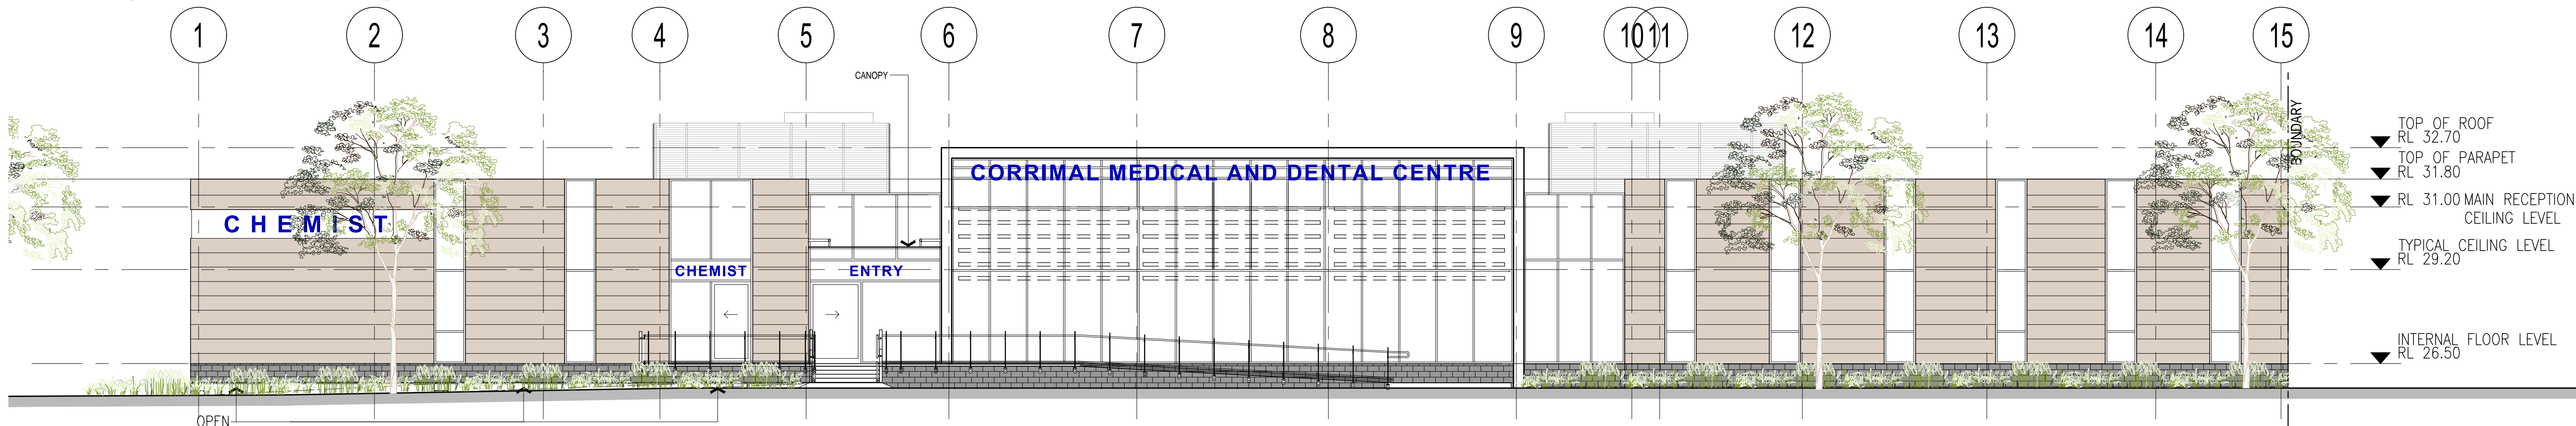 1 2 3 4 5 6 7 8 9 10 11 12 13 14 15
CANOPY
BOUNDARY
TOP OF ROOF
RL 32.70
TOP OF PARAPET
RL 31.80
RL 31.00 MAIN RECEPTION
CEILING LEVEL
TYPICAL CEILING LEVEL
RL 29.20
INTERNAL FLOOR LEVEL
RL 26.50
CORRIMAL MEDICAL AND DENTAL CENTRE
CHEMIST
CHEMIST
ENTRY
OPEN